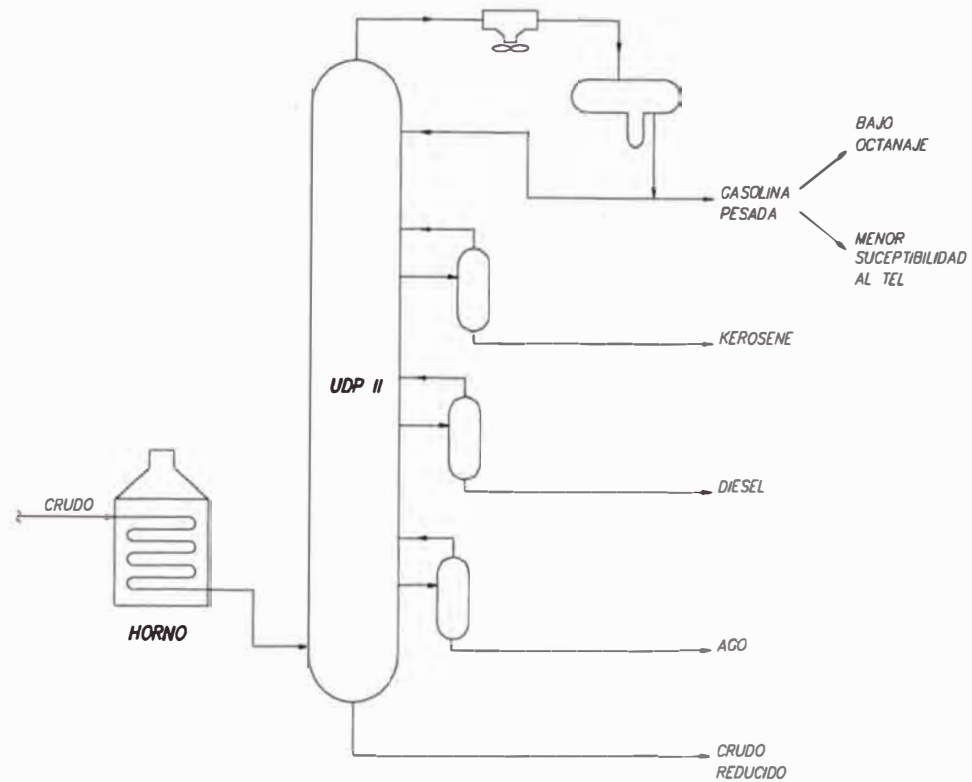 BAJO
OCTANAJE
GASOLINA
PESADA
MENOR
SUCEPTIBILIDAD
AL TEL
KEROSENE
UDP II
DIESEL
CRUDO
HORNO
AGO
CRUDO
REDUCIDO